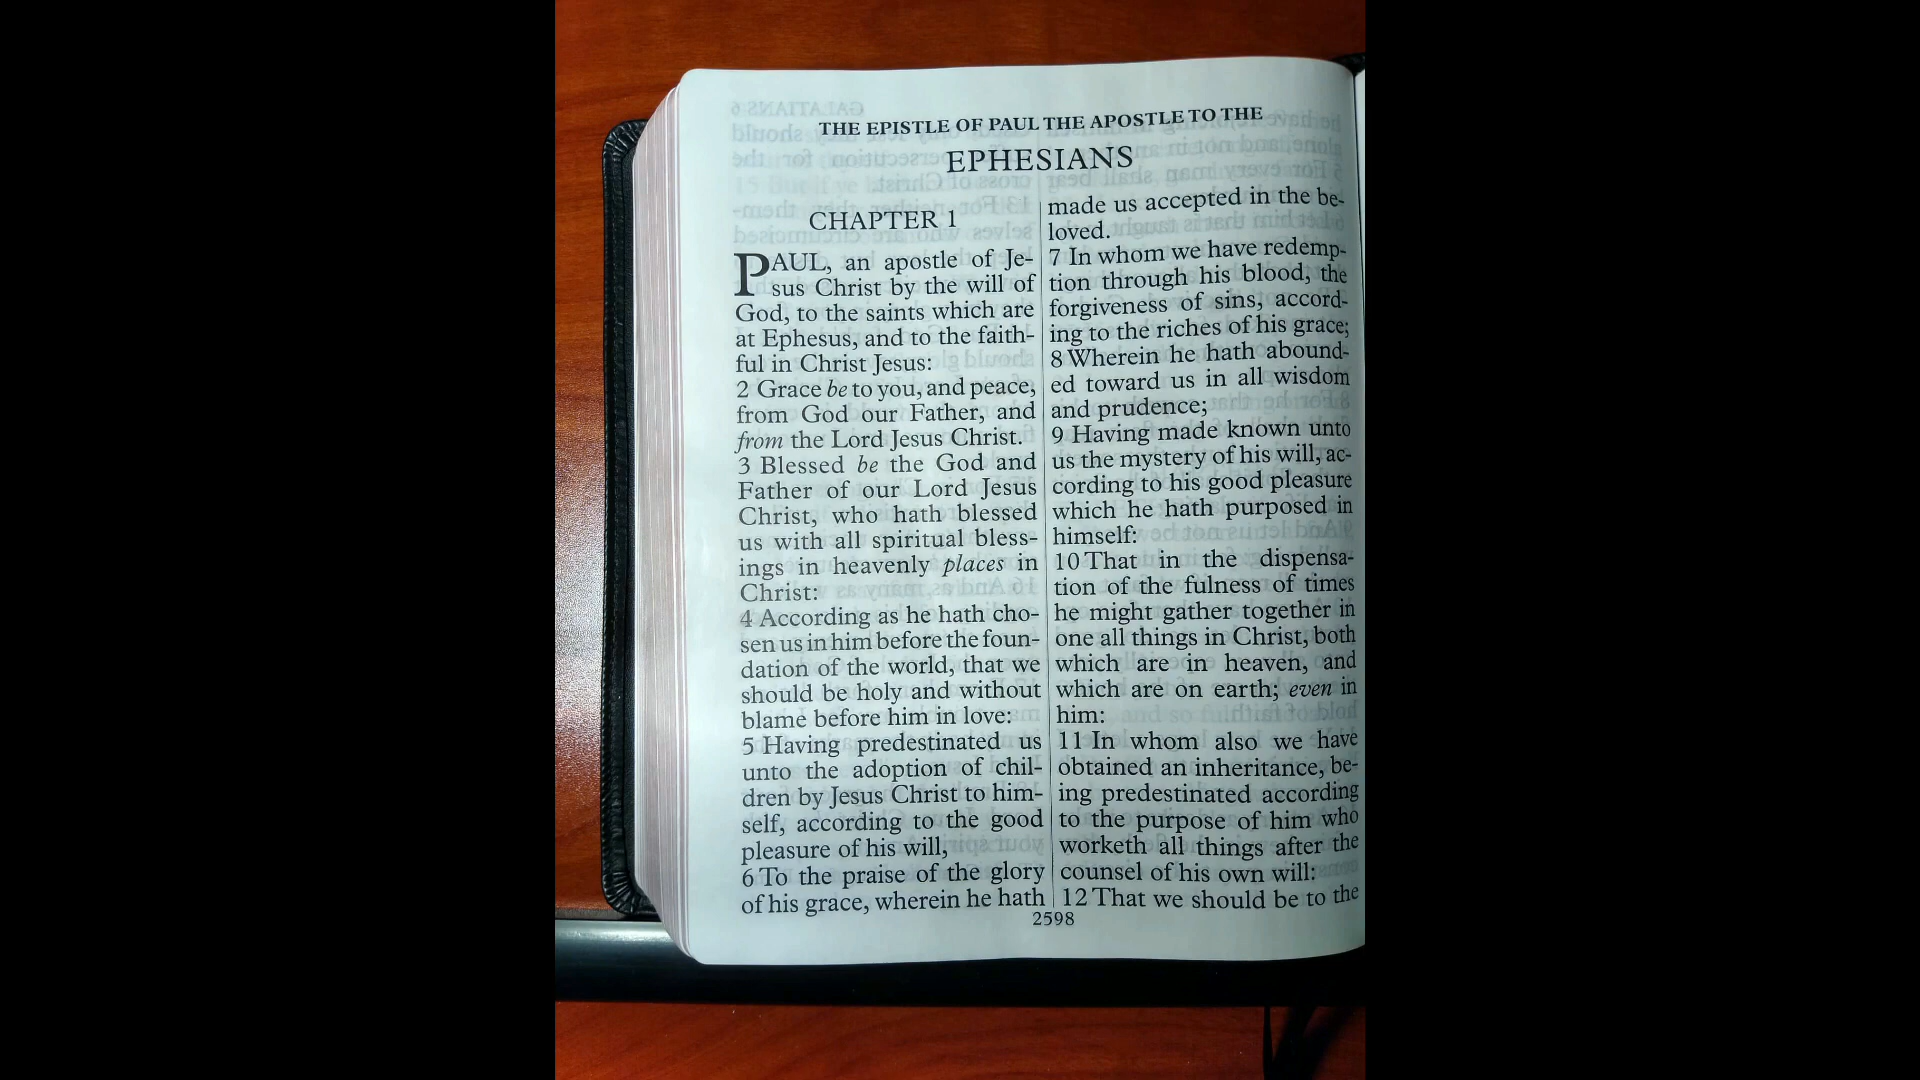 THE EPISTLE OF PAUL THE APOSTLE TO THE
EPHESIANS
CHAPTER 1
PAUL, an apostle of Je-
sus Christ by the will of
God, to the saints which are
at Ephesus, and to the faith-
ful in Christ Jesus:
2 Grace be to you, and peace,
from God our Father, and
from the Lord Jesus Christ.
3 Blessed be the God and
Father of our Lord Jesus
Christ, who hath blessed
us with all spiritual bless-
ings in heavenly places in
Christ:
4 According as he hath cho-
sen us in him before the foun-
dation of the world, that we
should be holy and without
blame before him in love:
5 Having predestinated us
unto the adoption of chil-
dren by Jesus Christ to him-
self, according to the good
pleasure of his will,
6 To the praise of the glory
of his grace, wherein he hath
made us accepted in the be-
loved.
7 In whom we have redemp-
tion through his blood, the
forgiveness of sins, accord-
ing to the riches of his grace;
8 Wherein he hath abound-
ed toward us in all wisdom
and prudence;
9 Having made known unto
us the mystery of his will, ac-
cording to his good pleasure
which he hath purposed in
himself:
10 That in the dispensa-
tion of the fulness of times
he might gather together in
one all things in Christ, both
which are in heaven, and
which are on earth; even in
him:
11 In whom also we have
obtained an inheritance, be-
ing predestinated according
to the purpose of him who
worketh all things after the
counsel of his own will:
12 That we should be to the
2598